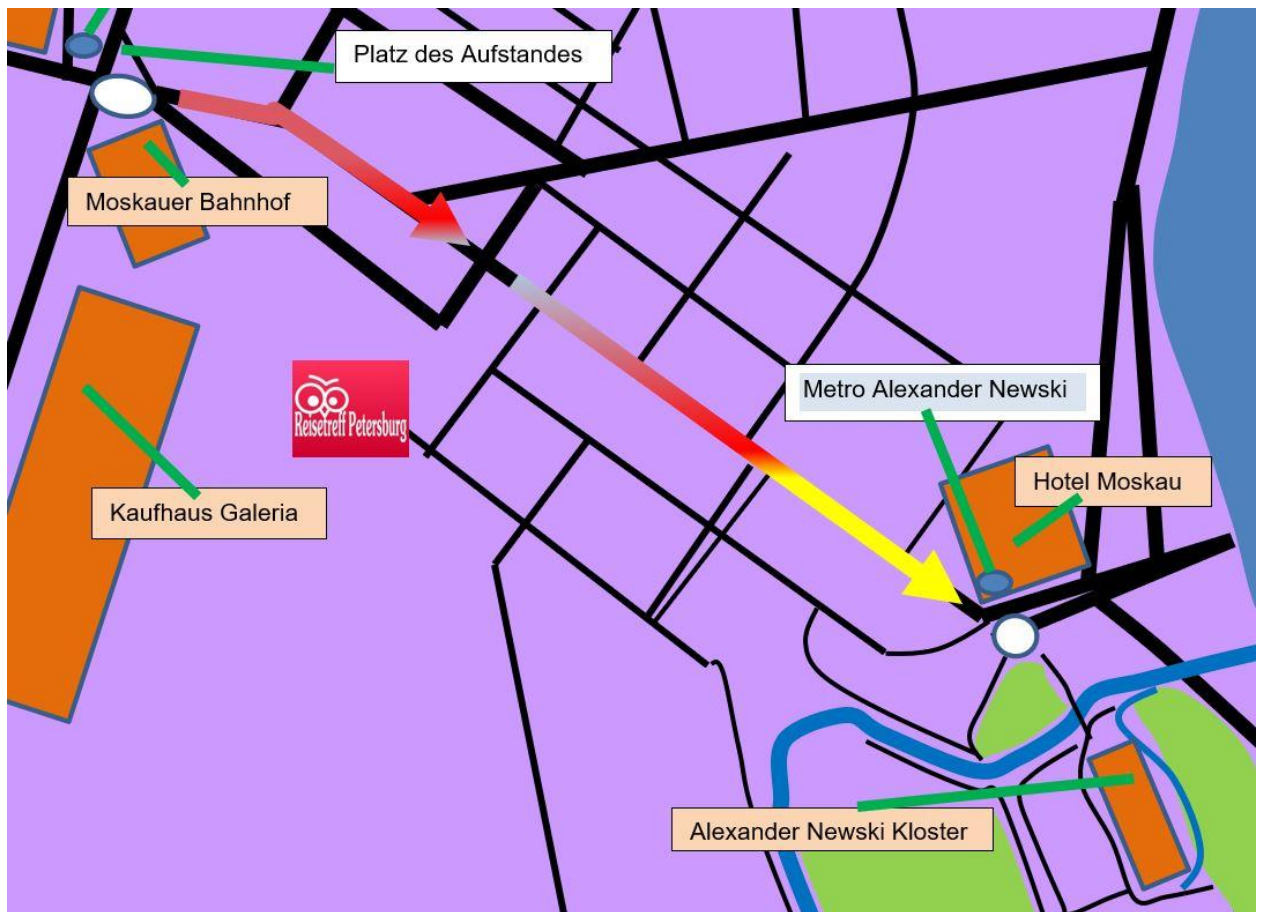 Platz des Aufstandes
Moskauer Bahnhof
Reisetreff Petersburg
Metro Alexander Newski
Hotel Moskau
Kaufhaus Galeria
Alexander Newski Kloster